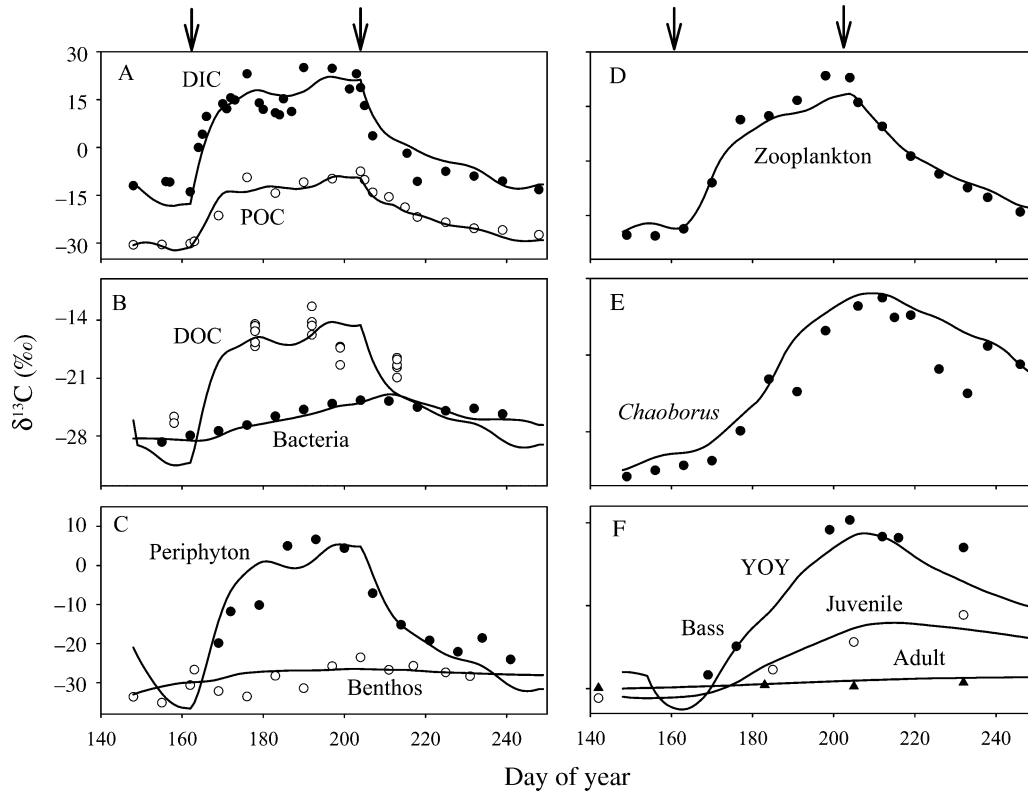 A
DIC
POC
30
15
0
−15
−30
B
DOC
Bacteria
−14
−21
−28
C
Periphyton
Benthos
10
0
−10
−20
−30
140 160 180 200 220 240
δ¹³C (‰)
D
Zooplankton
E
Chaoborus
F
YOY
Bass
Juvenile
Adult
140 160 180 200 220 240
Day of year